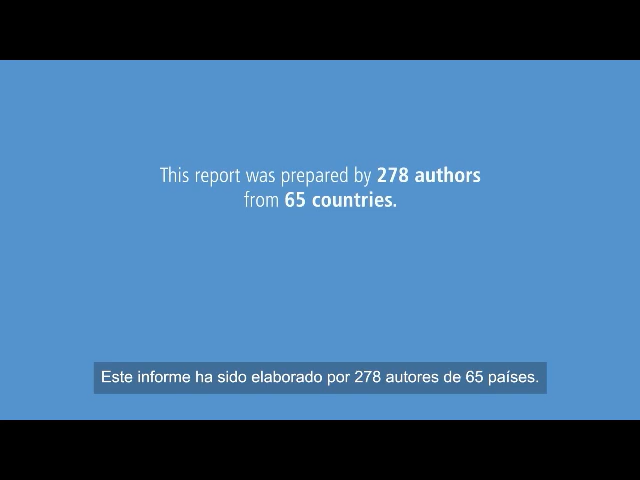 This report was prepared by 278 authors
from 65 countries.
Este informe ha sido elaborado por 278 autores de 65 países.